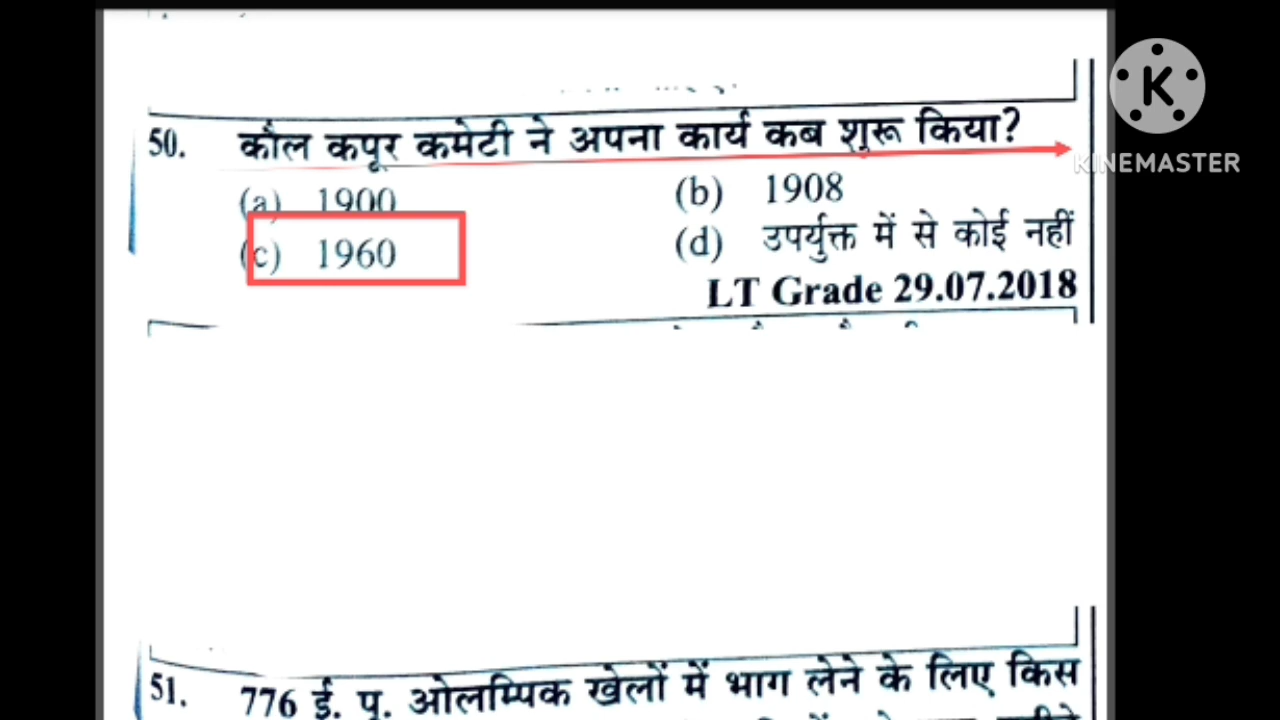 50. कौल कपूर कमेटी ने अपना कार्य कब शुरू किया?
KINEMASTER
(a) 1900 (b) 1908
(c) 1960 (d) उपर्युक्त में से कोई नहीं
LT Grade 29.07.2018
51. 776 ई. पू. ओलम्पिक खेलों में भाग लेने के लिए किस